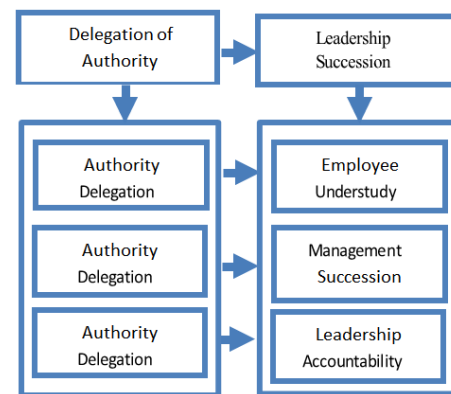 Delegation of
Authority
Leadership
Succession
Authority
Delegation
Employee
Understudy
Authority
Delegation
Management
Succession
Authority
Delegation
Leadership
Accountability